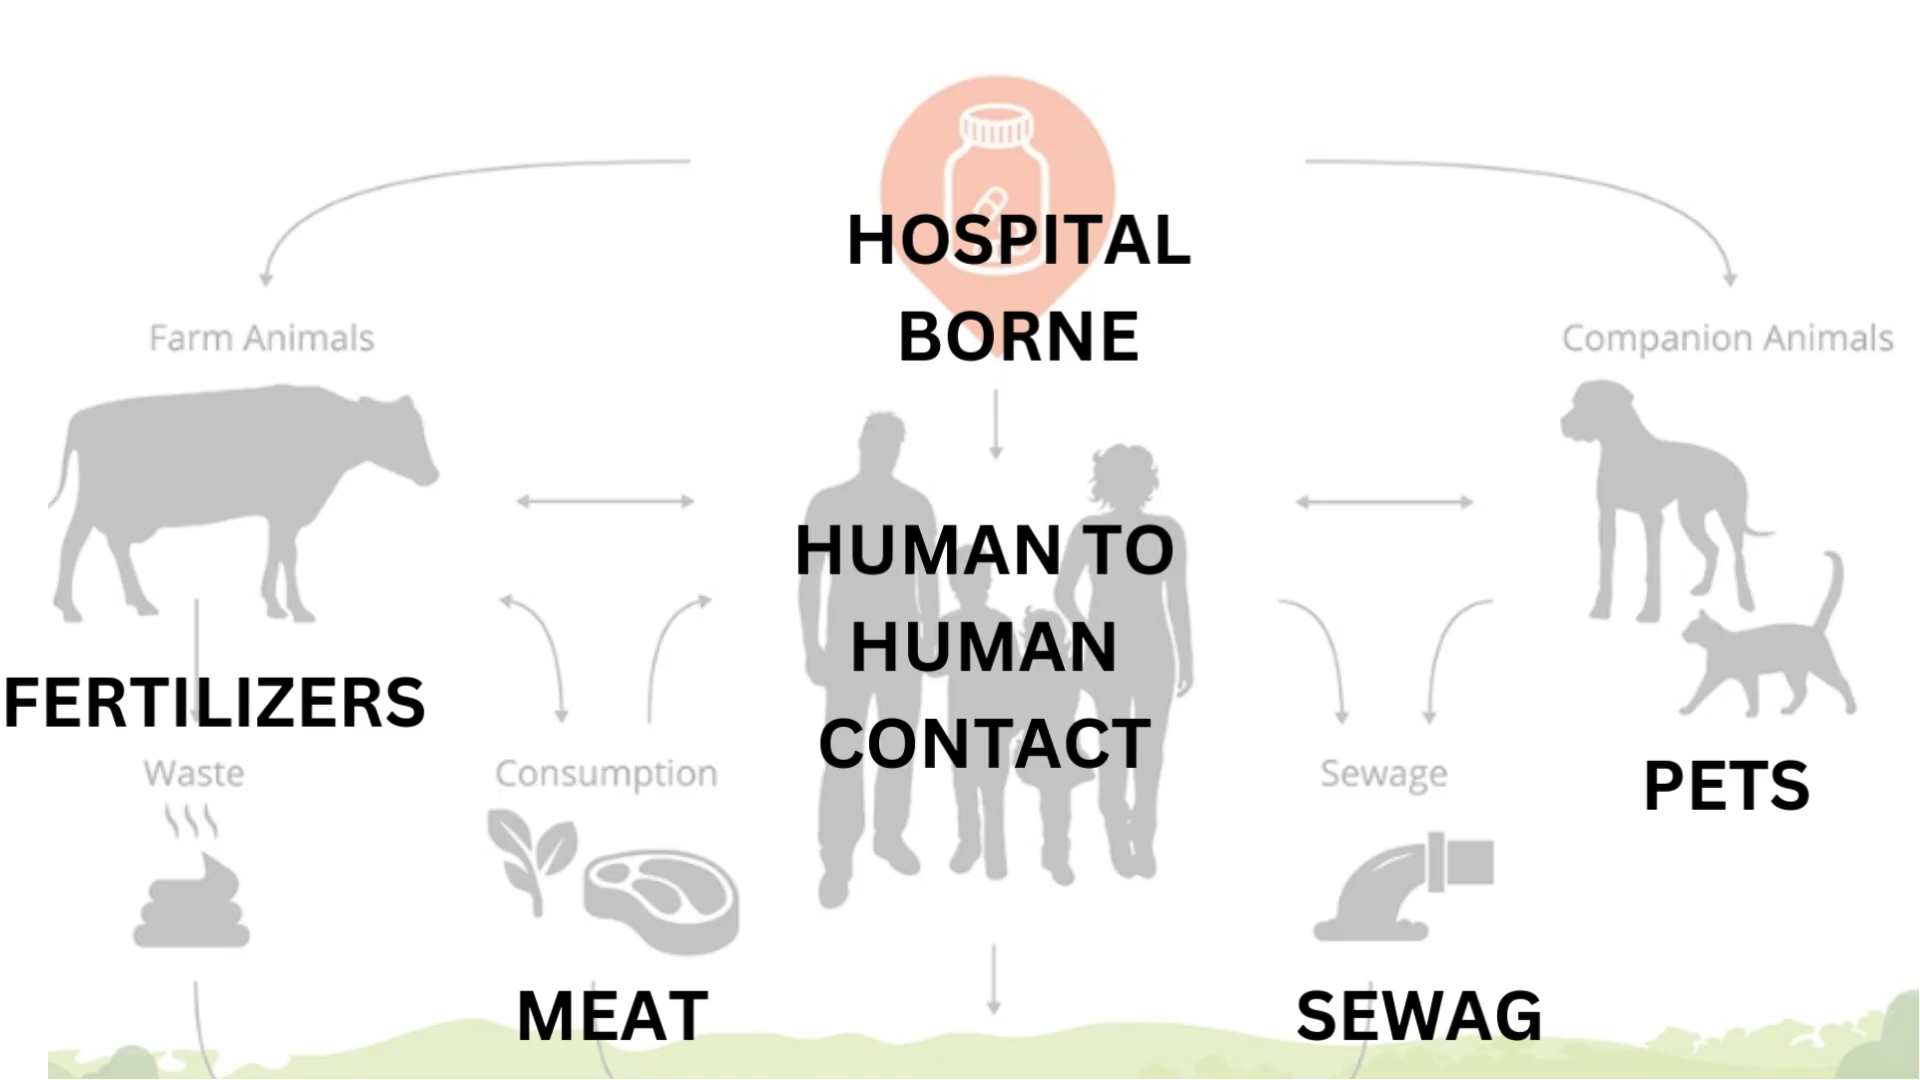 HOSPITAL
BORNE
Farm Animals
Companion Animals
HUMAN TO
HUMAN
CONTACT
FERTILIZERS
Waste
Consumption
Sewage
PETS
MEAT
SEWAG